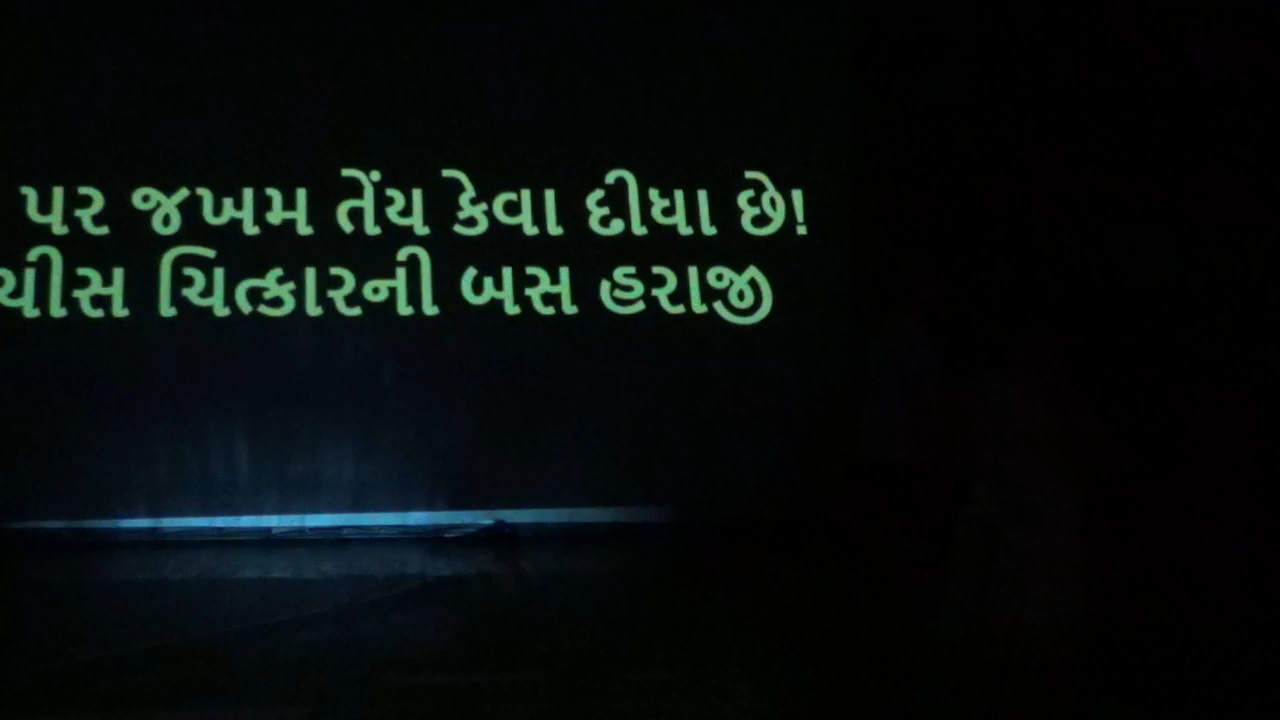 પર જખમ તેંય કેવા દીધા છે!
ચીસ ચિત્કારની બસ હરાજી